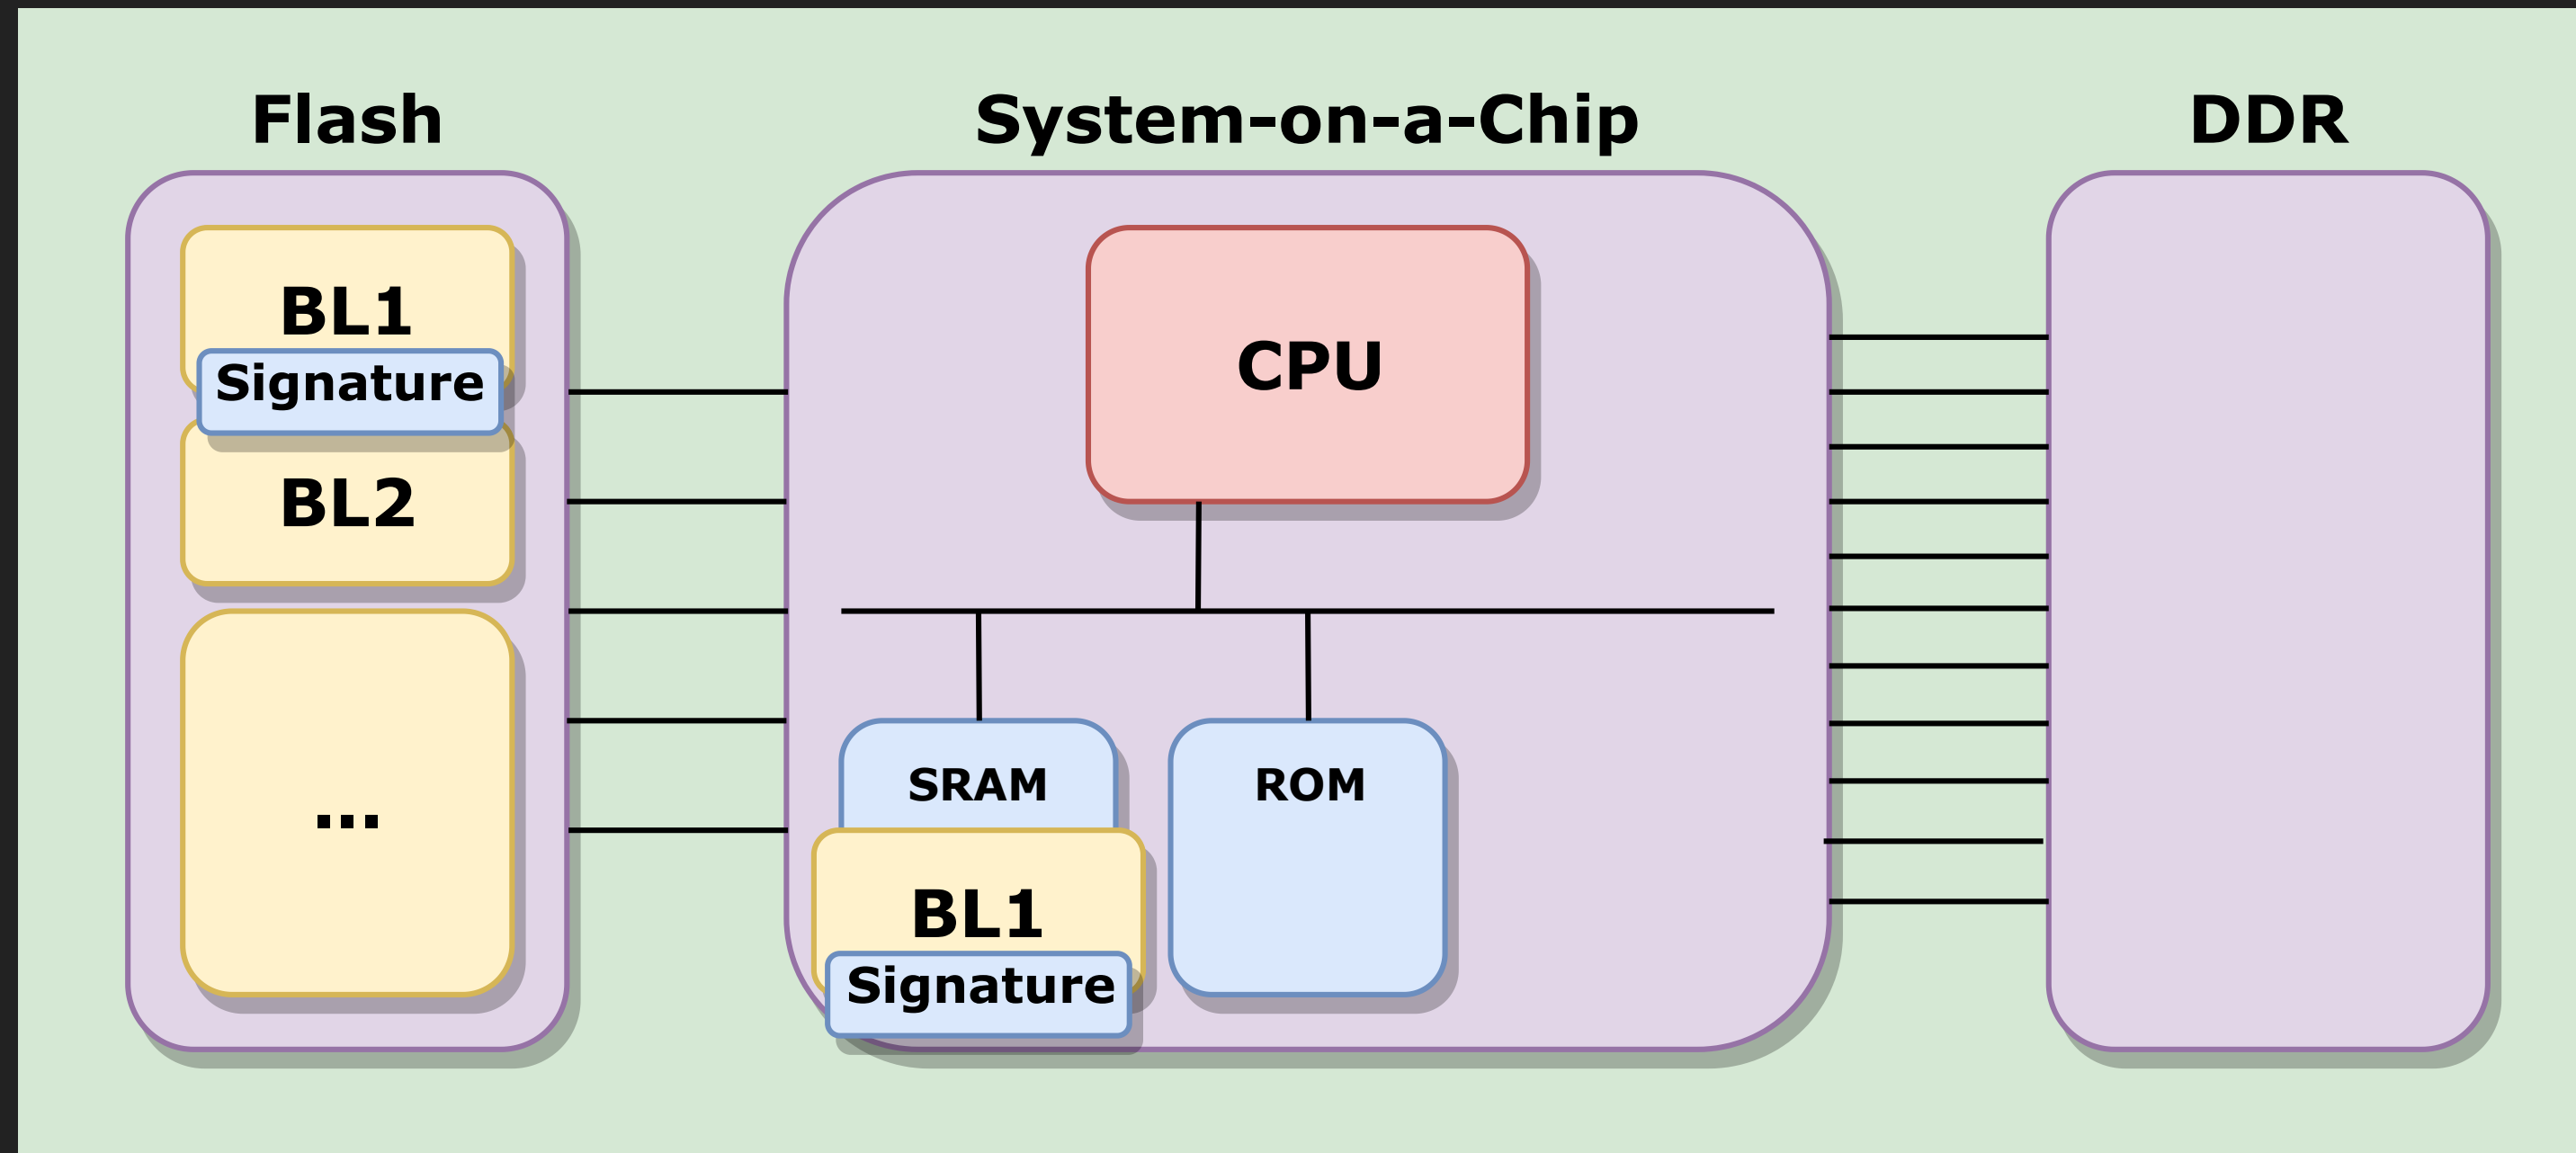 Flash
System-on-a-Chip
DDR
BL1
Signature
BL2
...
CPU
SRAM
ROM
BL1
Signature